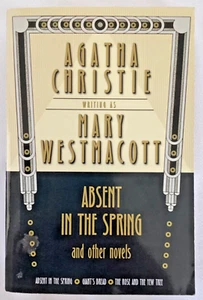 AGATHA
CHRISTIE
WRITING AS
MARY
WESTMACOTT
ABSENT
IN THE SPRING
and other novels
ABSENT IN THE SPRING • GIANT'S BREAD • THE ROSE AND THE YEW TREE